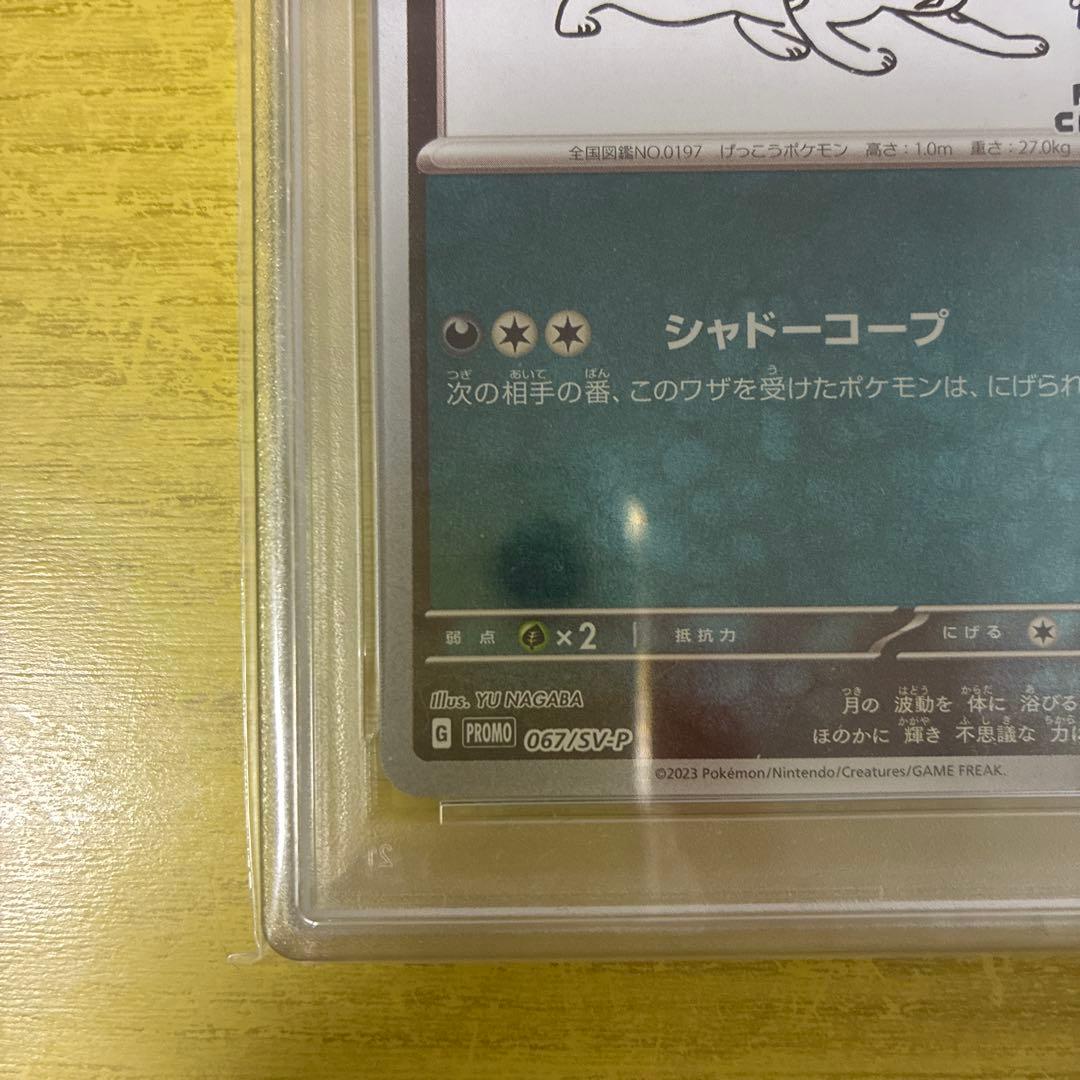 全国図鑑NO.0197 げっこうポケモン 高さ:1.0m 重さ:27.0kg
シャドーコープ
つぎ あいて ばん う
次の相手の番、このワザを受けたポケモンは、にげられ
弱点 ×2 抵抗力 にげる
illus. YU NAGABA
つき はどう からだ あ
月の 波動を 体に 浴びる
かがや ふしぎ ちから
ほのかに 輝き 不思議な 力に
G PROMO 067/SV-P
©2023 Pokémon/Nintendo/Creatures/GAME FREAK.